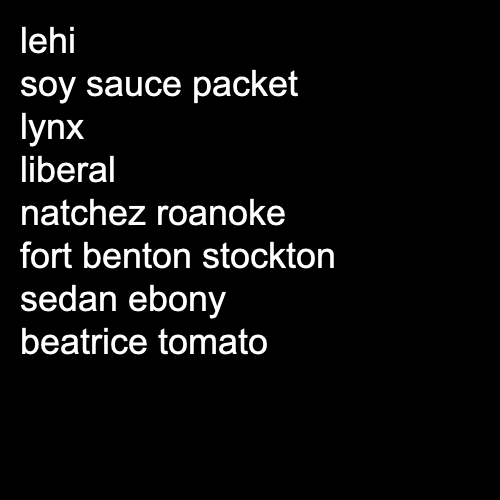 lehi
soy sauce packet
lynx
liberal
natchez roanoke
fort benton stockton
sedan ebony
beatrice tomato